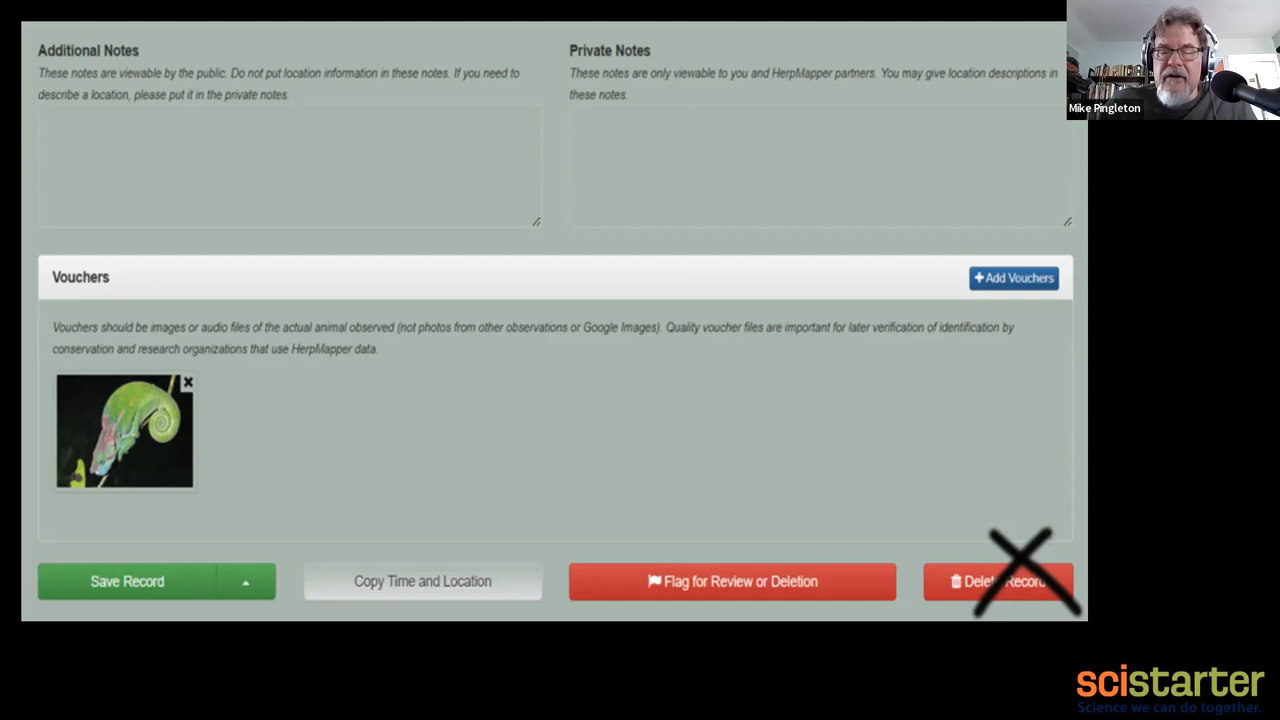 Additional Notes
These notes are viewable by the public. Do not put location information in these notes. If you need to
describe a location, please put it in the private notes.
Private Notes
These notes are only viewable to you and HerpMapper partners. You may give location descriptions in
these notes.
Mike Pingleton
Vouchers
Add Vouchers
Vouchers should be images or audio files of the actual animal observed (not photos from other observations or Google Images). Quality voucher files are important for later verification of identification by
conservation and research organizations that use HerpMapper data.
Save Record
Copy Time and Location
Flag for Review or Deletion
Delete Record
scistarter
Science we can do together.